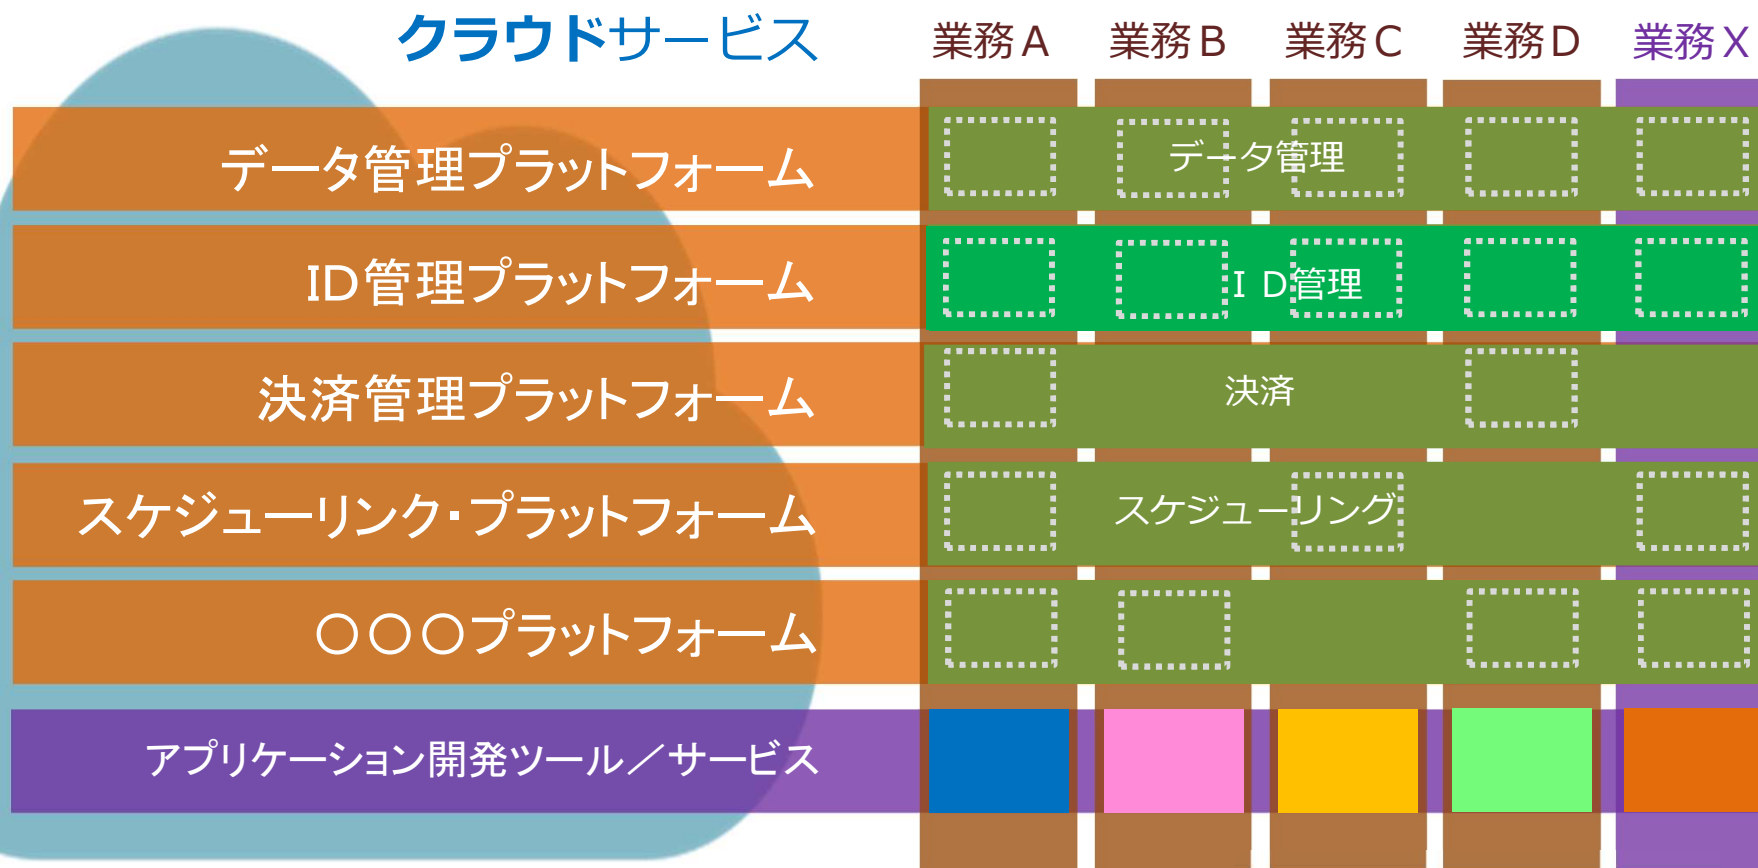 クラウドサービス
業務A 業務B 業務C 業務D 業務X
データ管理プラットフォーム
データ管理
ID管理プラットフォーム
ＩＤ管理
決済管理プラットフォーム
決済
スケジューリンク・プラットフォーム
スケジューリング
〇〇〇プラットフォーム
アプリケーション開発ツール／サービス